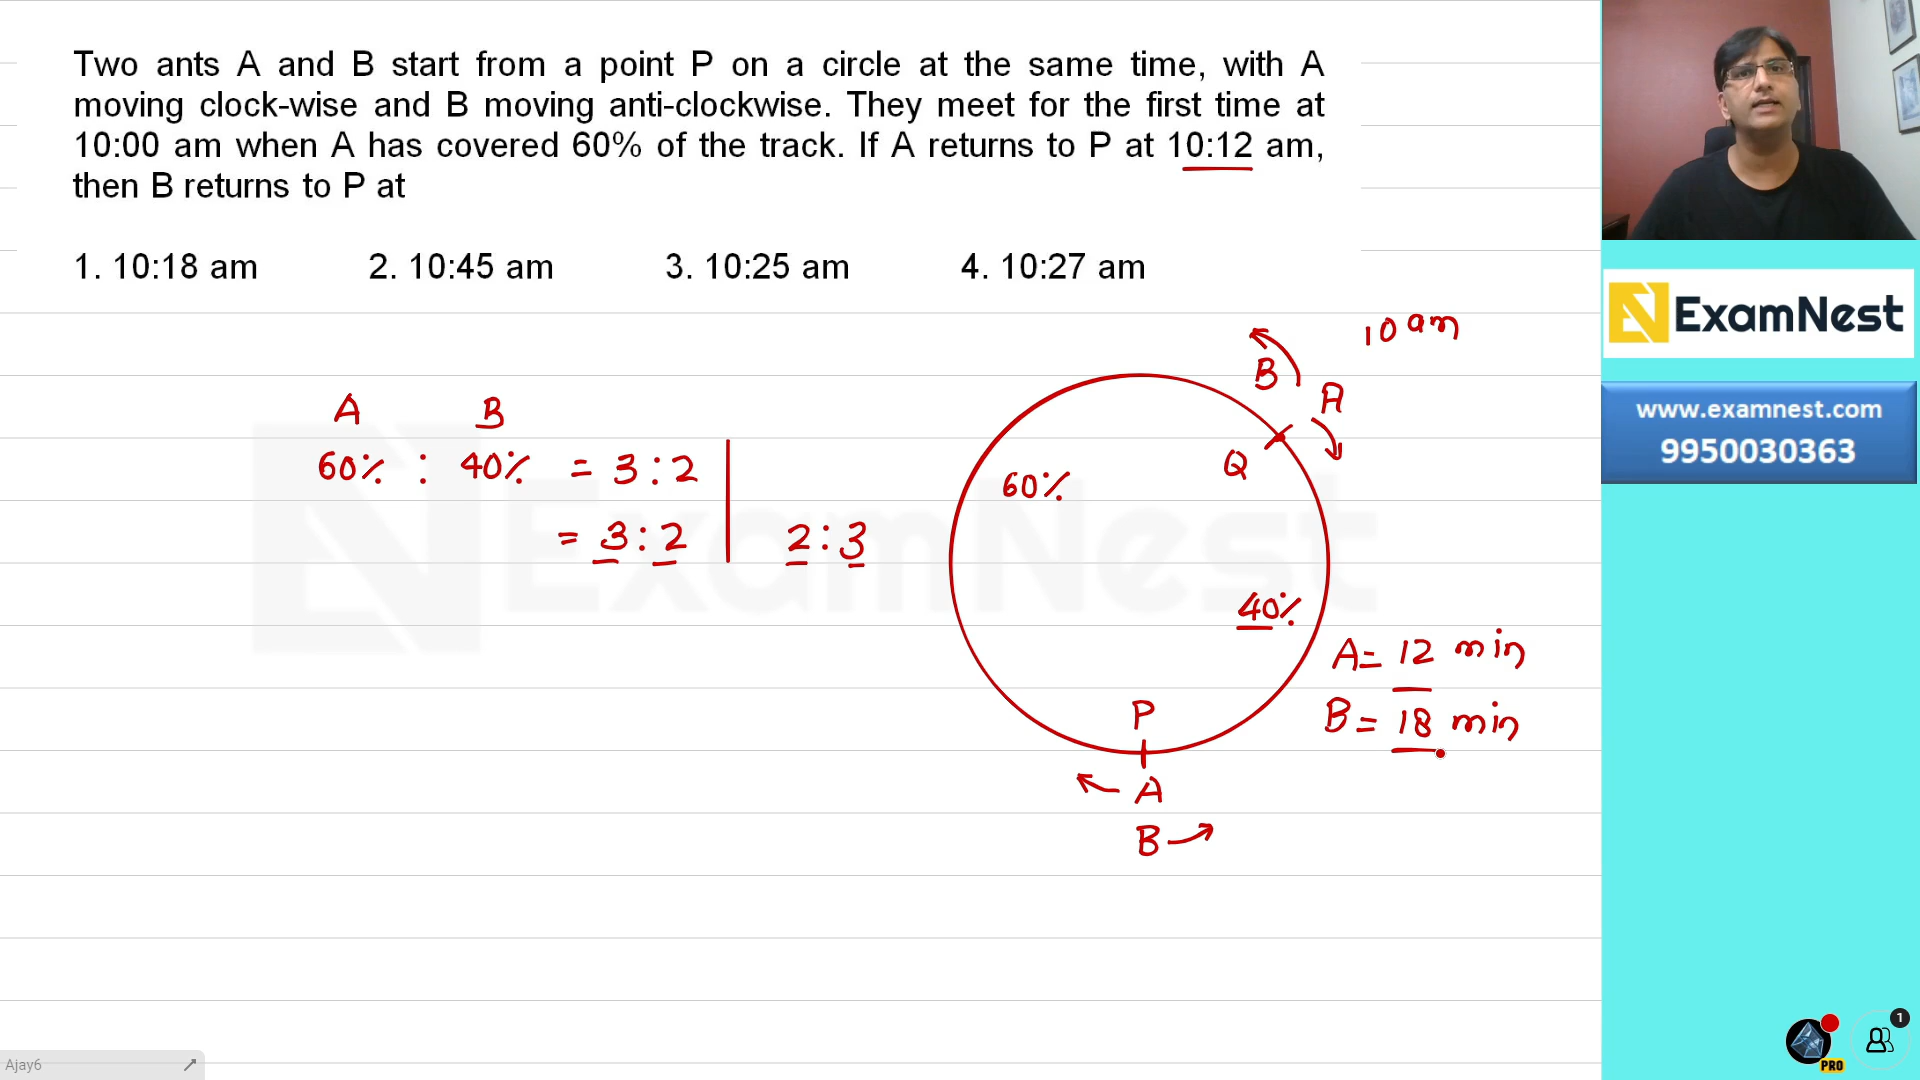 Two ants A and B start from a point P on a circle at the same time, with A
moving clock-wise and B moving anti-clockwise. They meet for the first time at
10:00 am when A has covered 60% of the track. If A returns to P at 10:12 am,
then B returns to P at
1. 10:18 am 2. 10:45 am 3. 10:25 am 4. 10:27 am
ExamNest
www.examnest.com
9950030363
10 am
B
A
A B
60% : 40% = 3:2
= 3:2 2:3
Q
60%
40%
A= 12 min
B= 18 min
P
A
B
ExamNest
Ajay6
PRO
1